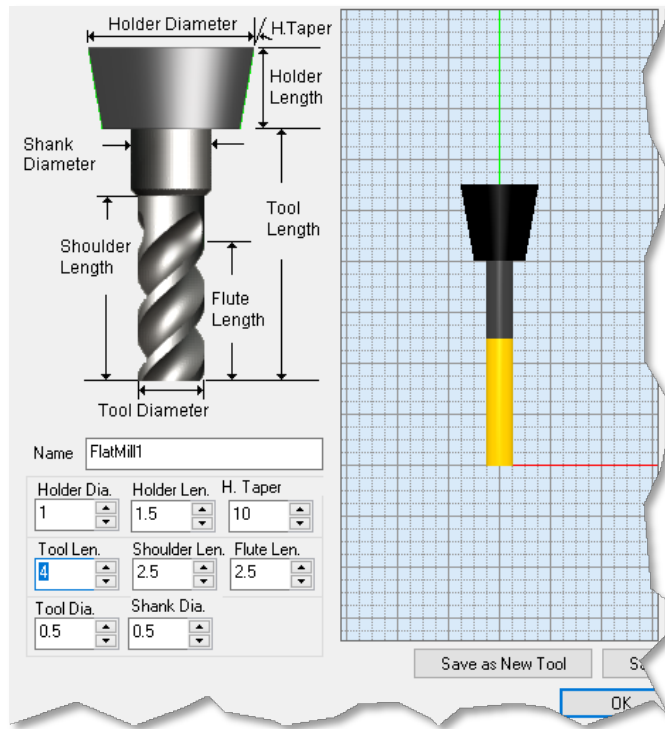 Holder Diameter
H.Taper
Holder
Length
Shank
Diameter
Tool
Length
Shoulder
Length
Flute
Length
Tool Diameter
Name FlatMill1
Holder Dia. Holder Len. H. Taper
1 1.5 10
Tool Len. Shoulder Len. Flute Len.
4 2.5 2.5
Tool Dia. Shank Dia.
0.5 0.5
Save as New Tool
OK